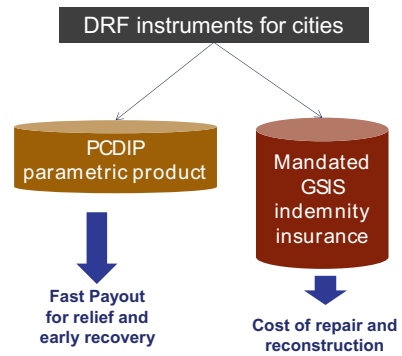 DRF instruments for cities
PCDIP
parametric product
Mandated
GSIS
indemnity
insurance
Fast Payout
for relief and
early recovery
Cost of repair and
reconstruction